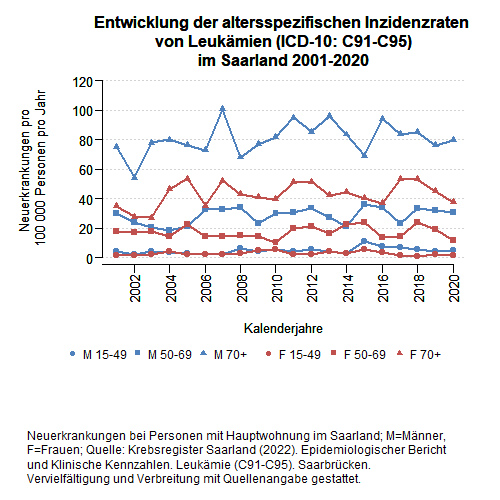 Entwicklung der altersspezifischen Inzidenzraten
von Leukämien (ICD-10: C91-C95)
im Saarland 2001-2020
Neuerkrankungen pro
100 000 Personen pro Jahr
120
100
80
60
40
20
0
2002
2004
2006
2007
2009
2010
2012
2014
2015
2016
2018
2020
Kalenderjahre
M 15-49
M 50-69
M 70+
F 15-49
F 50-69
F 70+
Neuerkrankungen bei Personen mit Hauptwohnung im Saarland; M=Männer,
F=Frauen; Quelle: Krebsregister Saarland (2022). Epidemiologischer Bericht
und Klinische Kennzahlen. Leukämie (C91-C95). Saarbrücken.
Vervielfältigung und Verbreitung mit Quellenangabe gestattet.